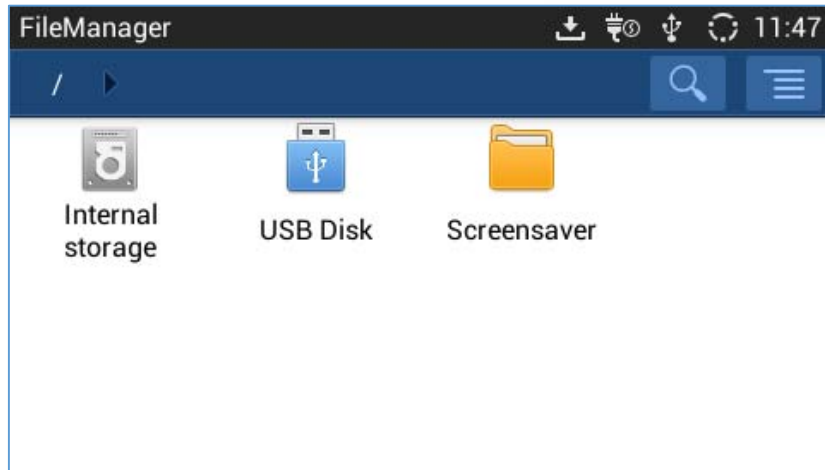 FileManager 11:47
/
Internal
storage
USB Disk
Screensaver